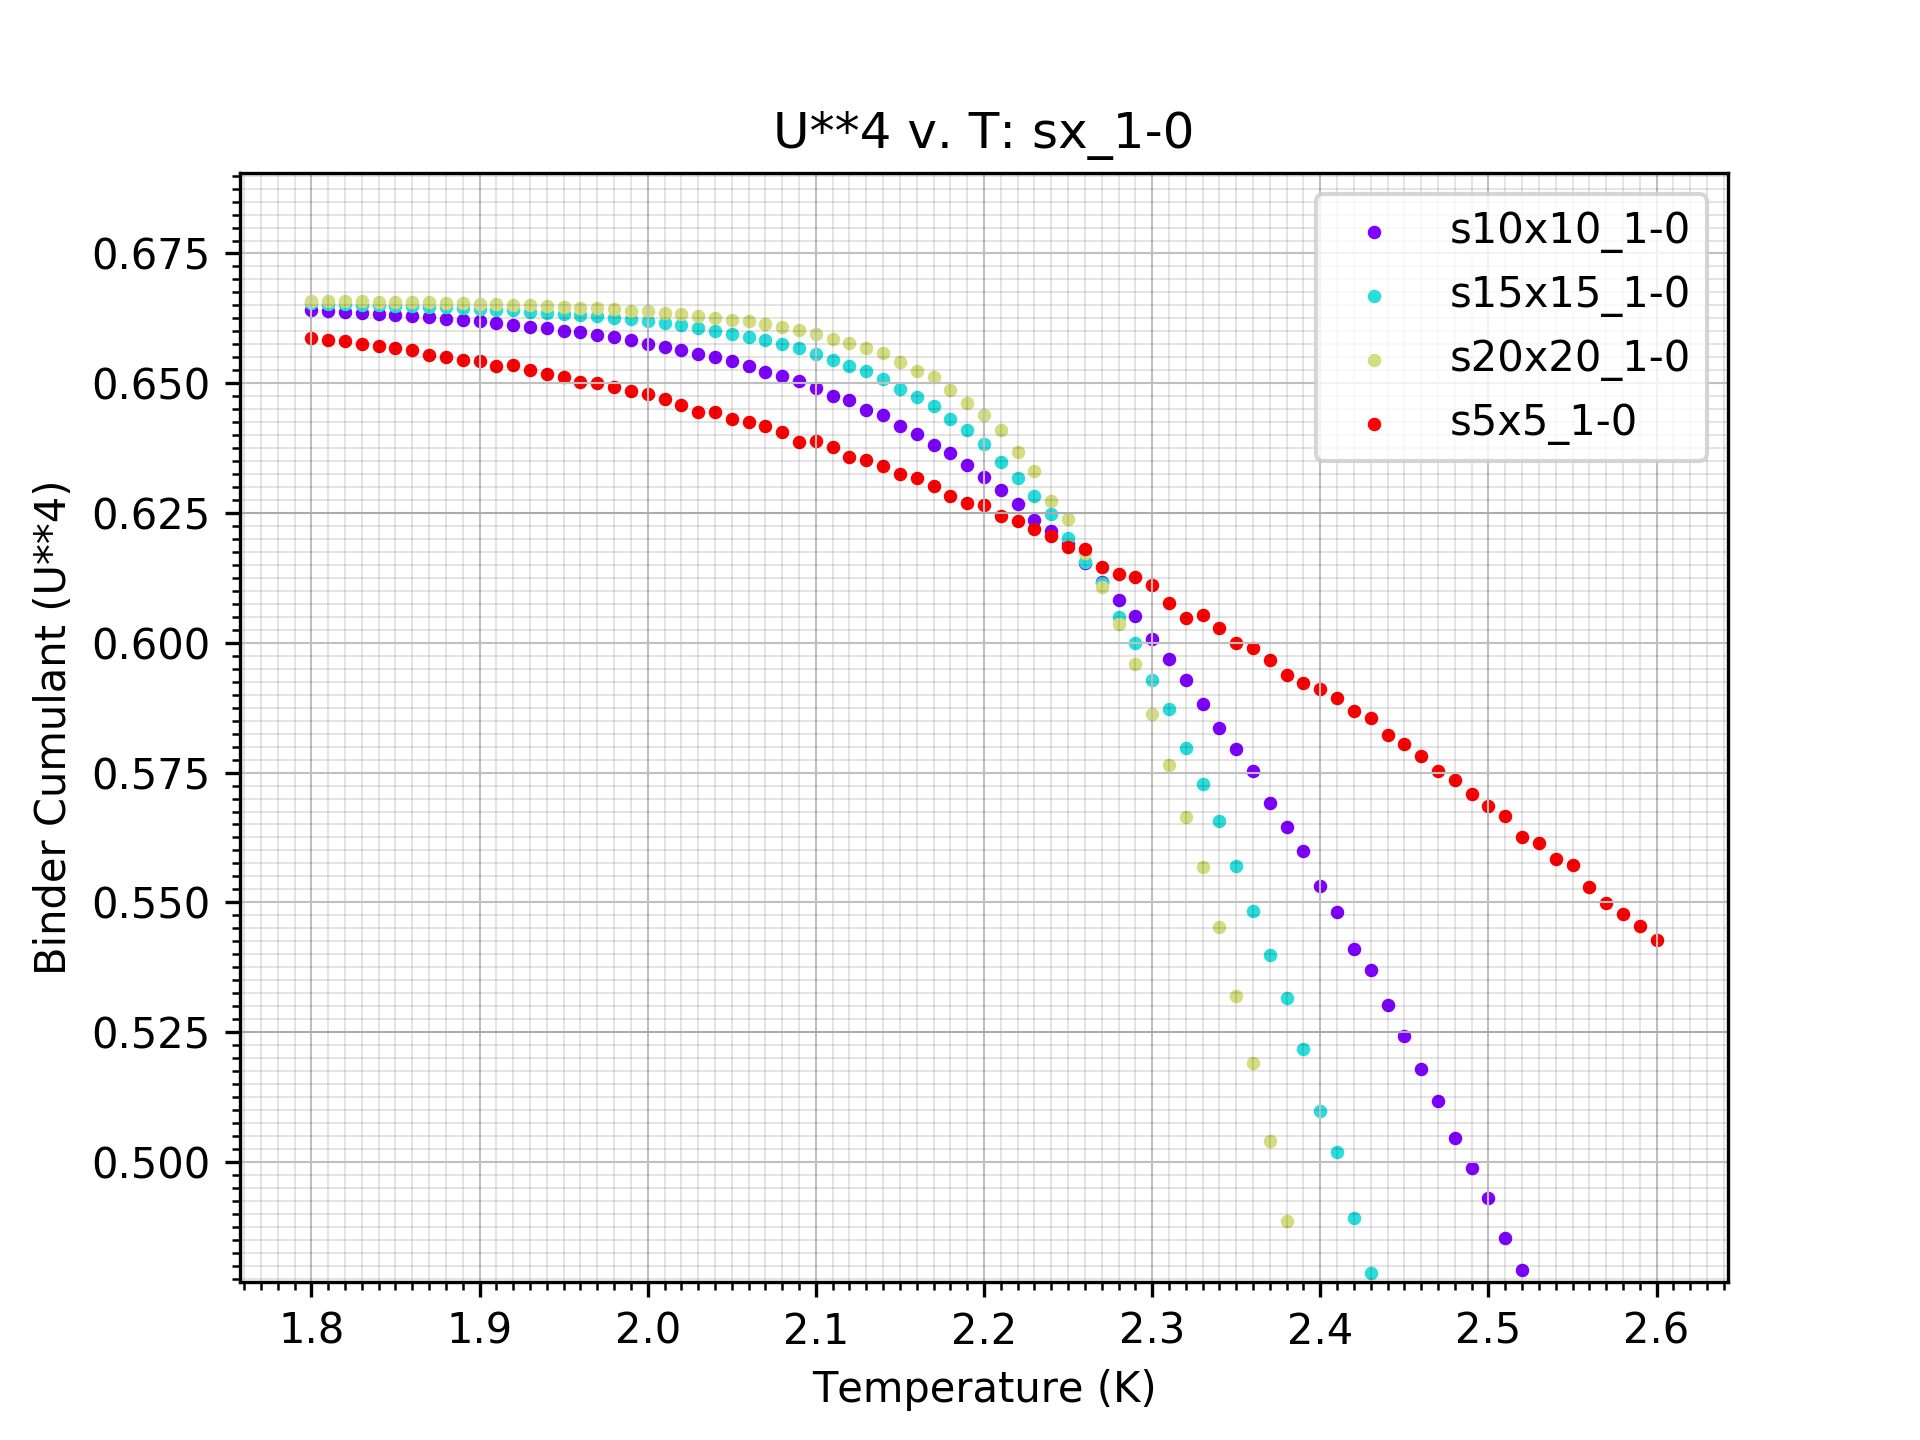 U**4 v. T: sx_1-0
s10x10_1-0
s15x15_1-0
s20x20_1-0
s5x5_1-0
Binder Cumulant (U**4)
0.675
0.650
0.625
0.600
0.575
0.550
0.525
0.500
1.8 1.9 2.0 2.1 2.2 2.3 2.4 2.5 2.6
Temperature (K)